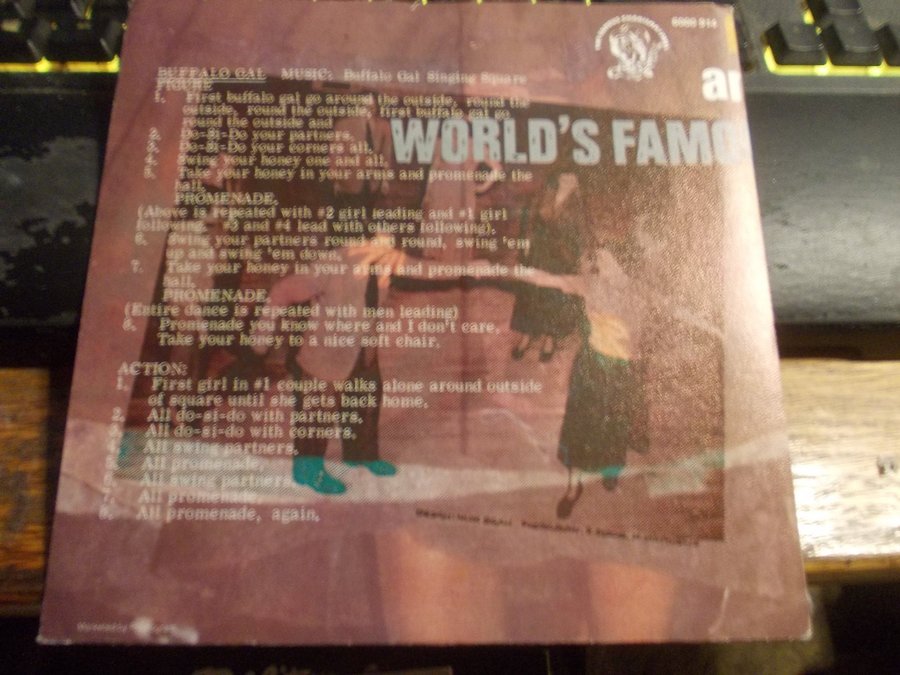 6000 914
an
WORLD'S FAMO
BUFFALO GAL MUSIC: Buffalo Gal Singing Square
FIGURE
1. First buffalo gal go around the outside, round the
outside, round the outside, first buffalo gal go
round the outside and
2. Do-Si-Do your partners.
3. Do-Si-Do your corners all.
4. Swing your honey one and all.
5. Take your honey in your arms and promenade the
hall.
PROMENADE.
(Above is repeated with #2 girl leading and #1 girl
following. #3 and #4 lead with others following).
6. Swing your partners round and round, swing 'em
up and swing 'em down.
7. Take your honey in your arms and promenade the
hall.
PROMENADE.
(Entire dance is repeated with men leading)
8. Promenade you know where and I don't care.
Take your honey to a nice soft chair.
ACTION:
1. First girl in #1 couple walks alone around outside
of square until she gets back home.
2. All do-si-do with partners.
3. All do-si-do with corners.
4. All swing partners.
5. All promenade.
6. All swing partners.
7. All promenade.
8. All promenade, again.